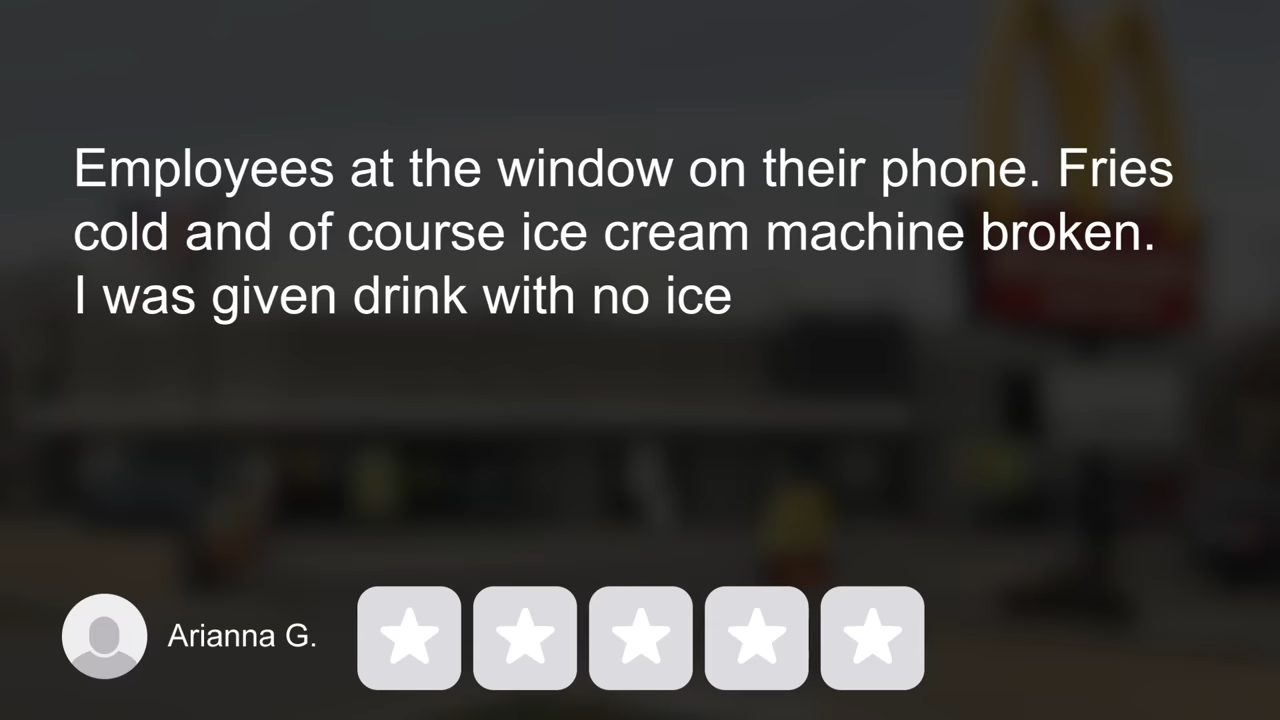 Employees at the window on their phone. Fries
cold and of course ice cream machine broken.
I was given drink with no ice
Arianna G.